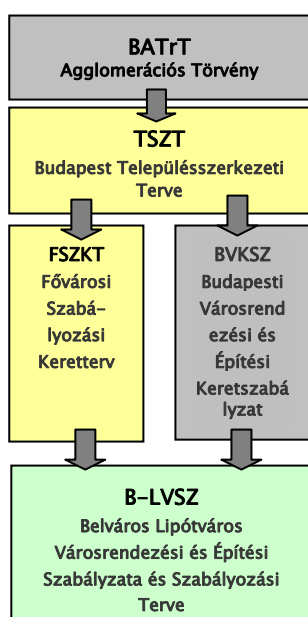 BATrT
Agglomerációs Törvény
TSZT
Budapest Településszerkezeti
Terve
FSZKT
Fővárosi
Szabá-
lyozási
Keretterv
BVKSZ
Budapesti
Városrend
ezési és
Építési
Keretszabá
lyzat
B-LVSZ
Belváros Lipótváros
Városrendezési és Építési
Szabályzata és Szabályozási
Terve